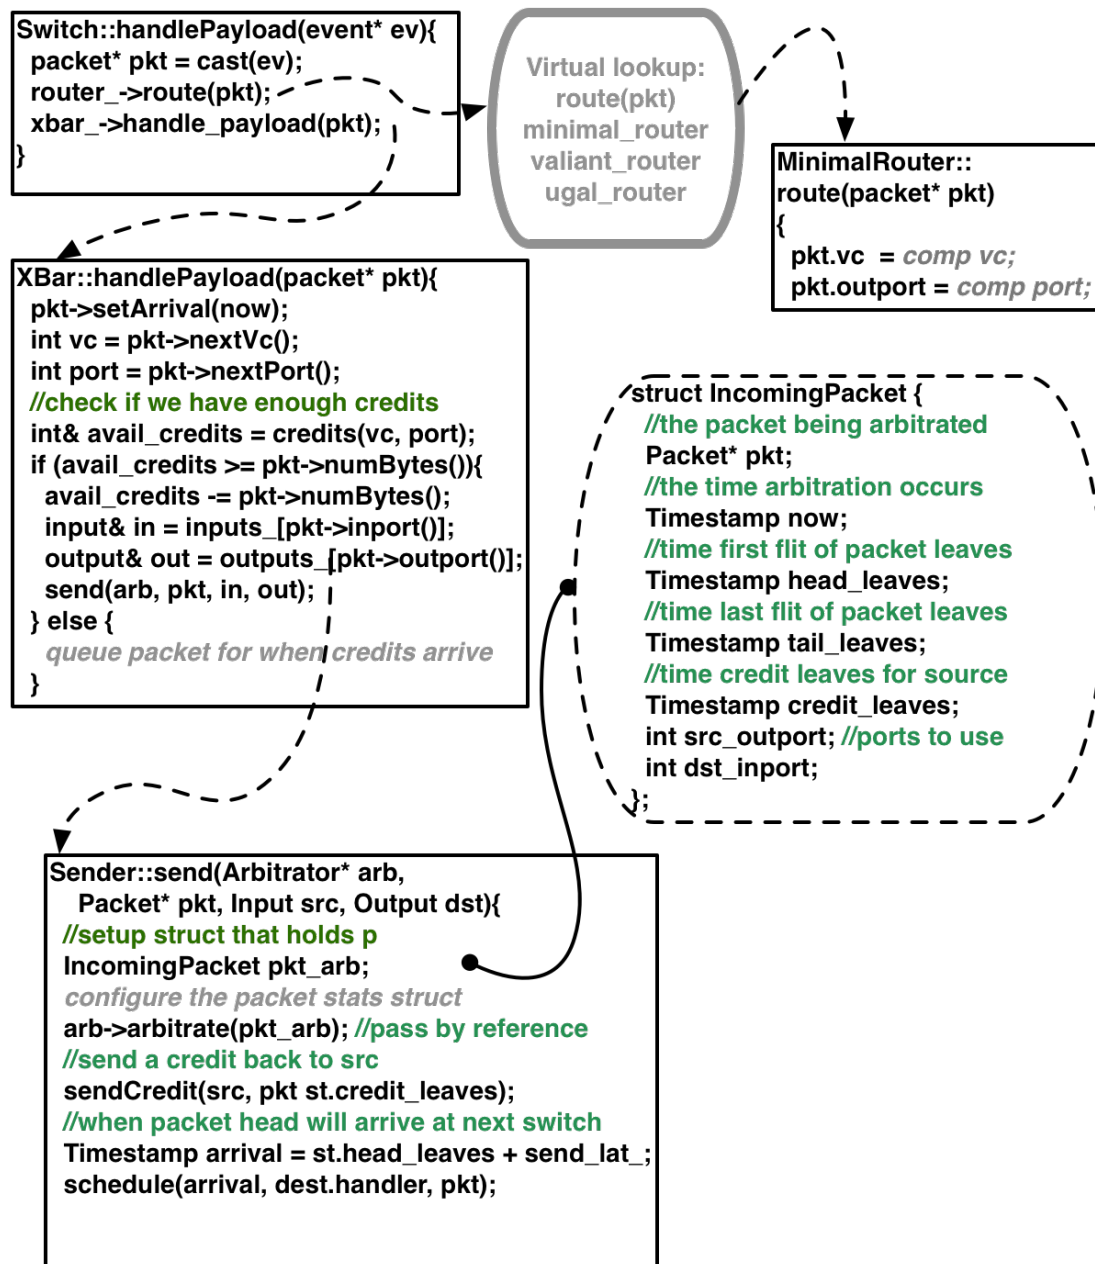 Switch::handlePayload(event* ev){
packet* pkt = cast(ev);
router_->route(pkt);
xbar_->handle_payload(pkt);
}
Virtual lookup:
route(pkt)
minimal_router
valiant_router
ugal_router
MinimalRouter::
route(packet* pkt)
{
pkt.vc = comp vc;
pkt.outport = comp port;
XBar::handlePayload(packet* pkt){
pkt->setArrival(now);
int vc = pkt->nextVc();
int port = pkt->nextPort();
//check if we have enough credits
int& avail_credits = credits(vc, port);
if (avail_credits >= pkt->numBytes()){
avail_credits -= pkt->numBytes();
input& in = inputs_[pkt->inport()];
output& out = outputs_[pkt->outport()];
send(arb, pkt, in, out);
} else {
queue packet for when credits arrive
}
struct IncomingPacket {
//the packet being arbitrated
Packet* pkt;
//the time arbitration occurs
Timestamp now;
//time first flit of packet leaves
Timestamp head_leaves;
//time last flit of packet leaves
Timestamp tail_leaves;
//time credit leaves for source
Timestamp credit_leaves;
int src_outport; //ports to use
int dst_inport;
};
Sender::send(Arbitrator* arb,
Packet* pkt, Input src, Output dst){
//setup struct that holds p
IncomingPacket pkt_arb;
configure the packet stats struct
arb->arbitrate(pkt_arb); //pass by reference
//send a credit back to src
sendCredit(src, pkt st.credit_leaves);
//when packet head will arrive at next switch
Timestamp arrival = st.head_leaves + send_lat_;
schedule(arrival, dest.handler, pkt);